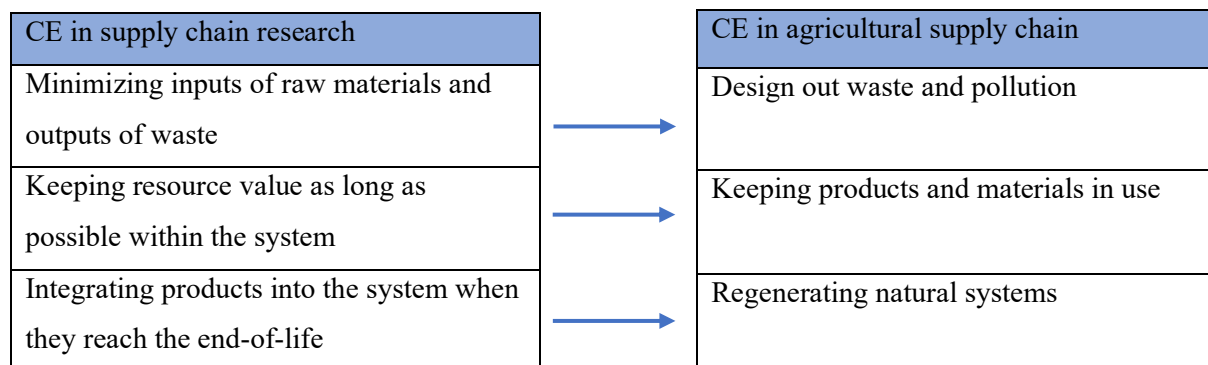 CE in supply chain research
Minimizing inputs of raw materials and
outputs of waste
Keeping resource value as long as
possible within the system
Integrating products into the system when
they reach the end-of-life
CE in agricultural supply chain
Design out waste and pollution
Keeping products and materials in use
Regenerating natural systems